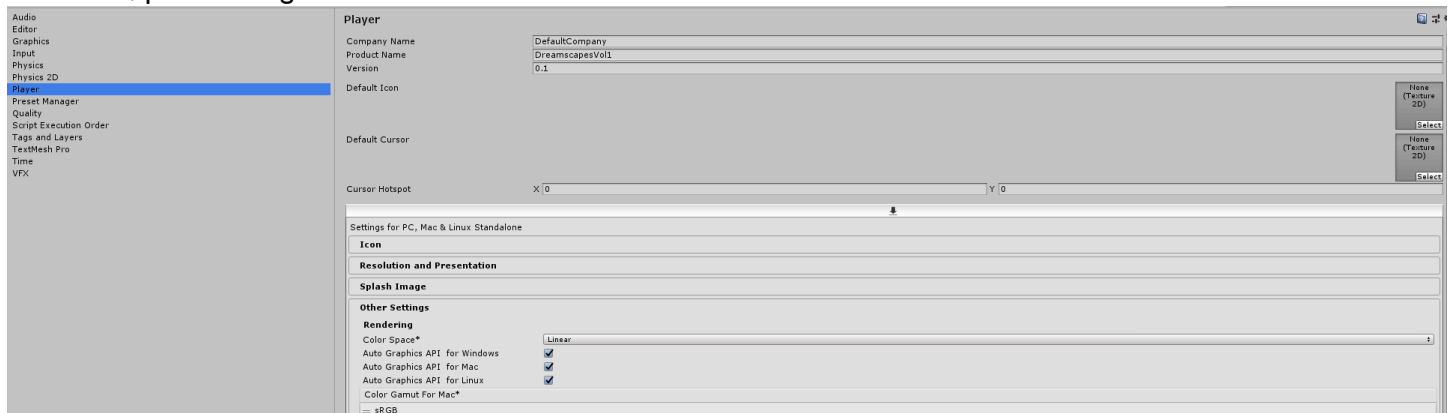 Audio
Editor
Graphics
Input
Physics
Physics 2D
Player
Preset Manager
Quality
Script Execution Order
Tags and Layers
TextMesh Pro
Time
VFX
Player
Company Name DefaultCompany
Product Name DreamscapesVol1
Version 0.1
Default Icon
None
(Texture
2D)
Select
Default Cursor
None
(Texture
2D)
Select
Cursor Hotspot X 0 Y 0
Settings for PC, Mac & Linux Standalone
Icon
Resolution and Presentation
Splash Image
Other Settings
Rendering
Color Space* Linear
Auto Graphics API for Windows
Auto Graphics API for Mac
Auto Graphics API for Linux
Color Gamut For Mac*
sRGB